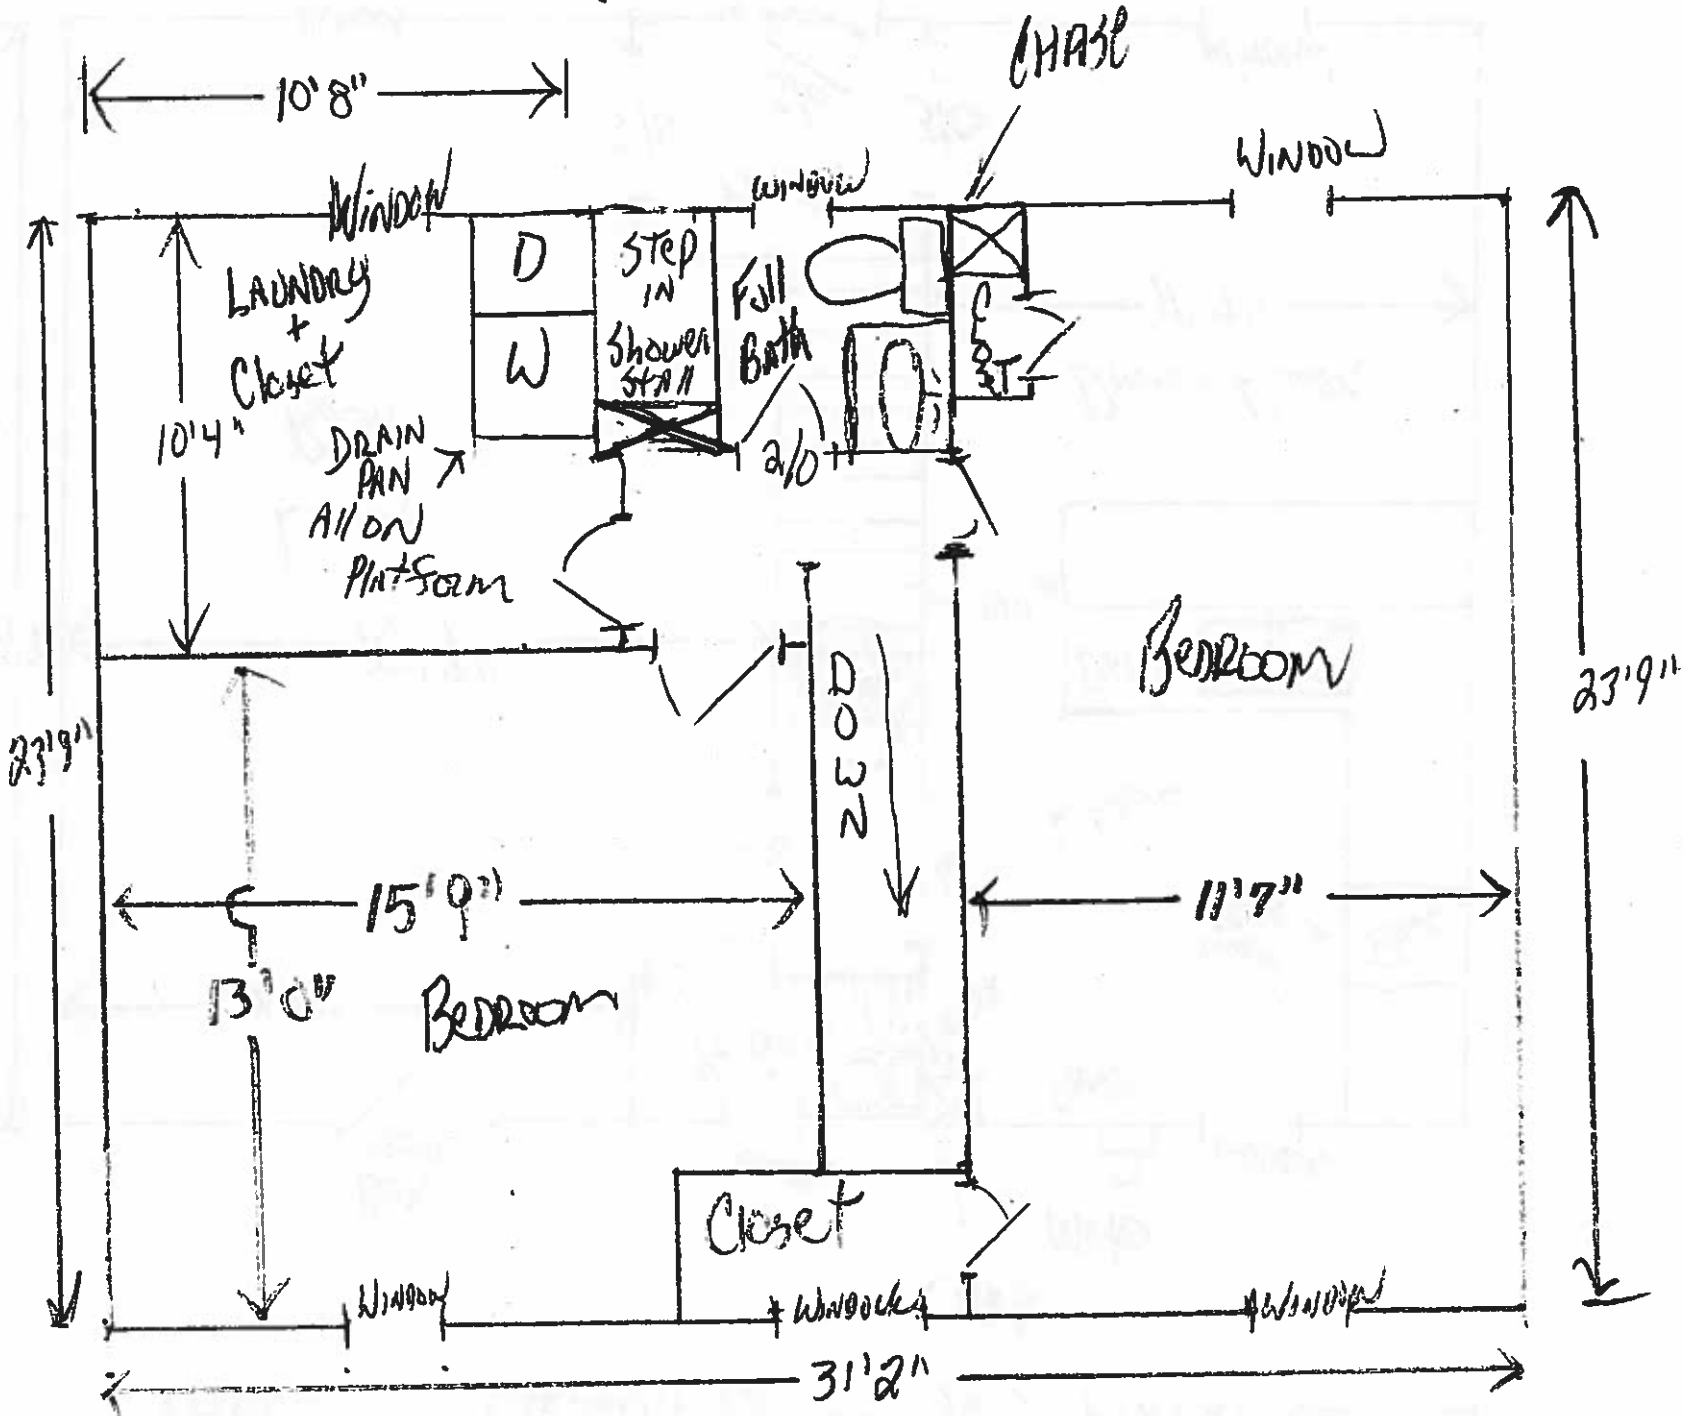 CHASE
10'8"
WINDOW
WINDOW
WINDOW
LAUNDRY
+
Closet
D
W
STEP
IN
Shower
STAll
Full
BATH
CLOSET
10'4"
DRAIN
PAN
All ON
PlATform
2/0
BEDROOM
DOWN
23'9"
23'9"
15'9"
11'7"
13'0"
BEDROOM
Closet
WINDOW
WINDOW
WINDOW
31'2"